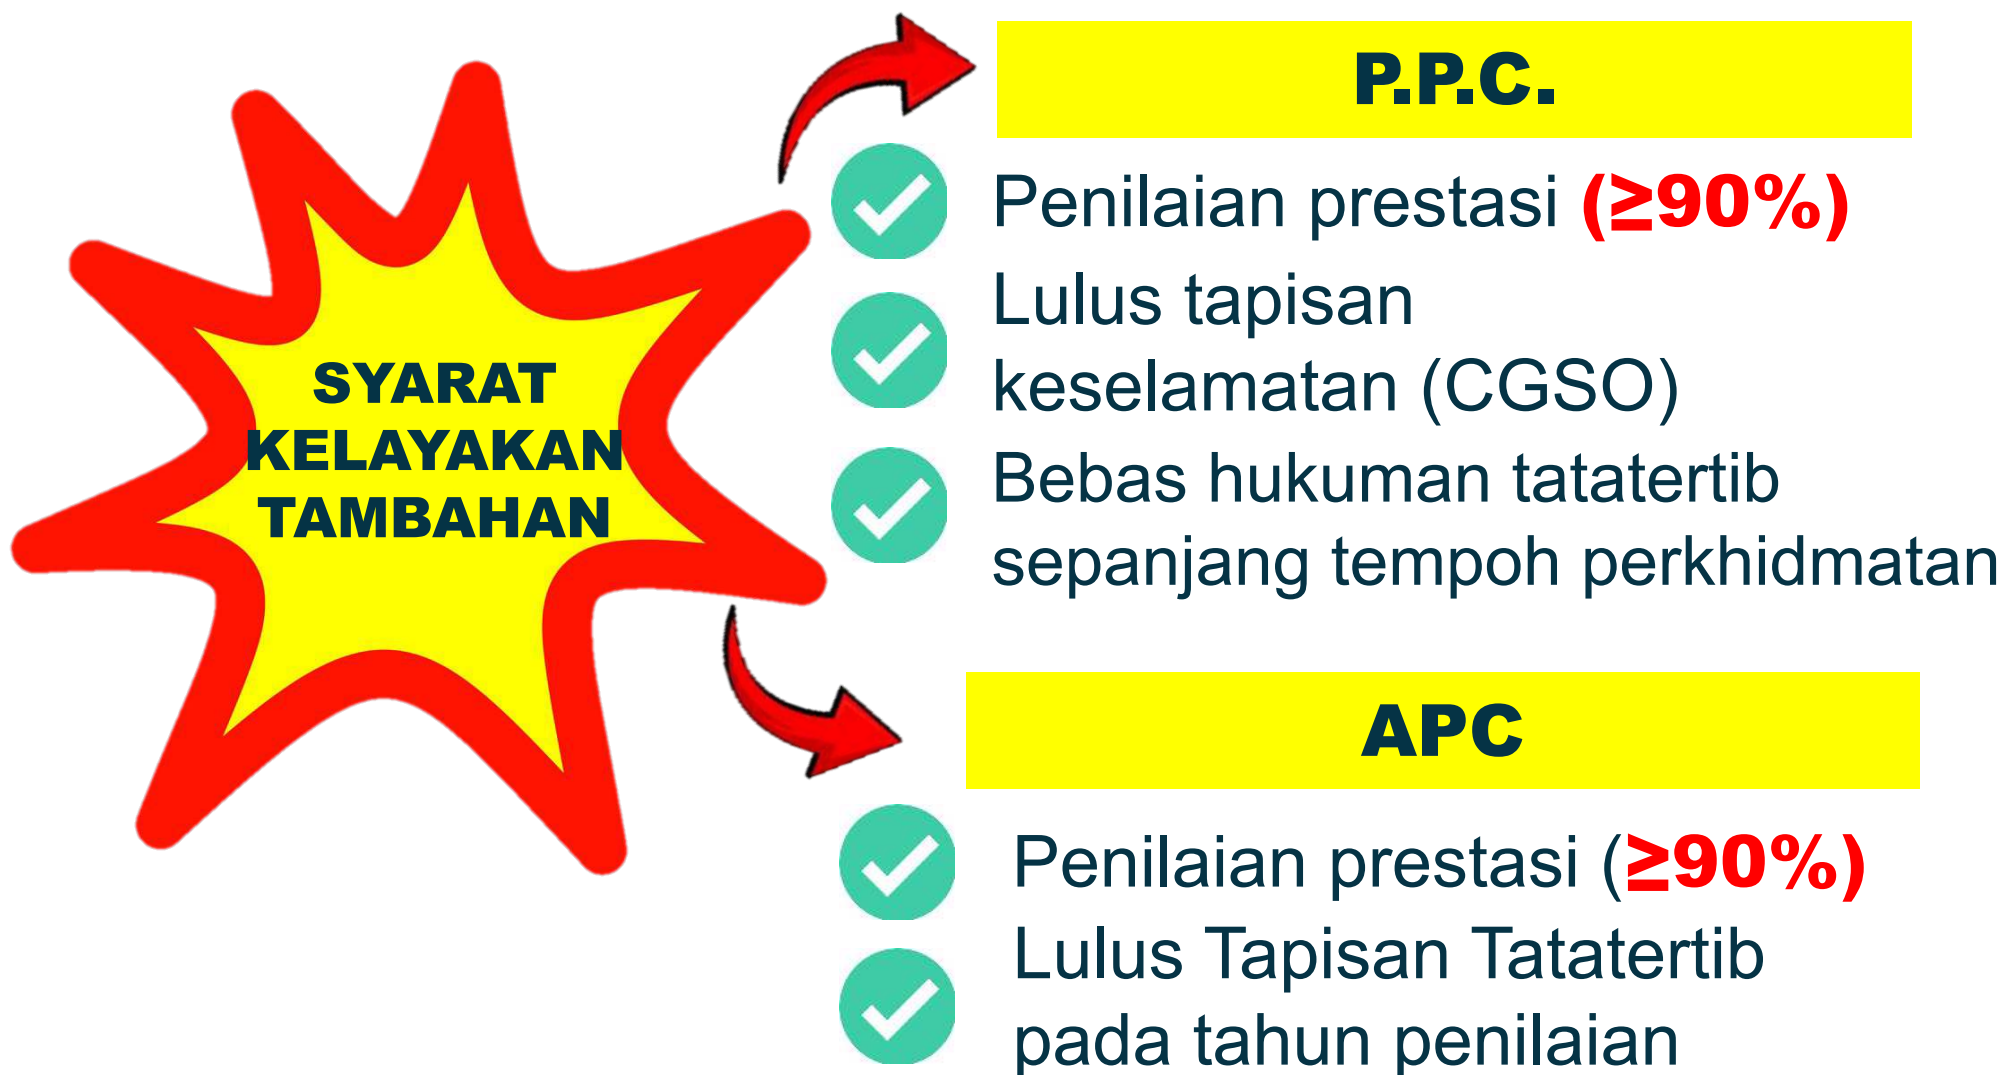 SYARAT
KELAYAKAN
TAMBAHAN
P.P.C.
Penilaian prestasi (≥90%)
Lulus tapisan
keselamatan (CGSO)
Bebas hukuman tatatertib
sepanjang tempoh perkhidmatan
APC
Penilaian prestasi (≥90%)
Lulus Tapisan Tatatertib
pada tahun penilaian